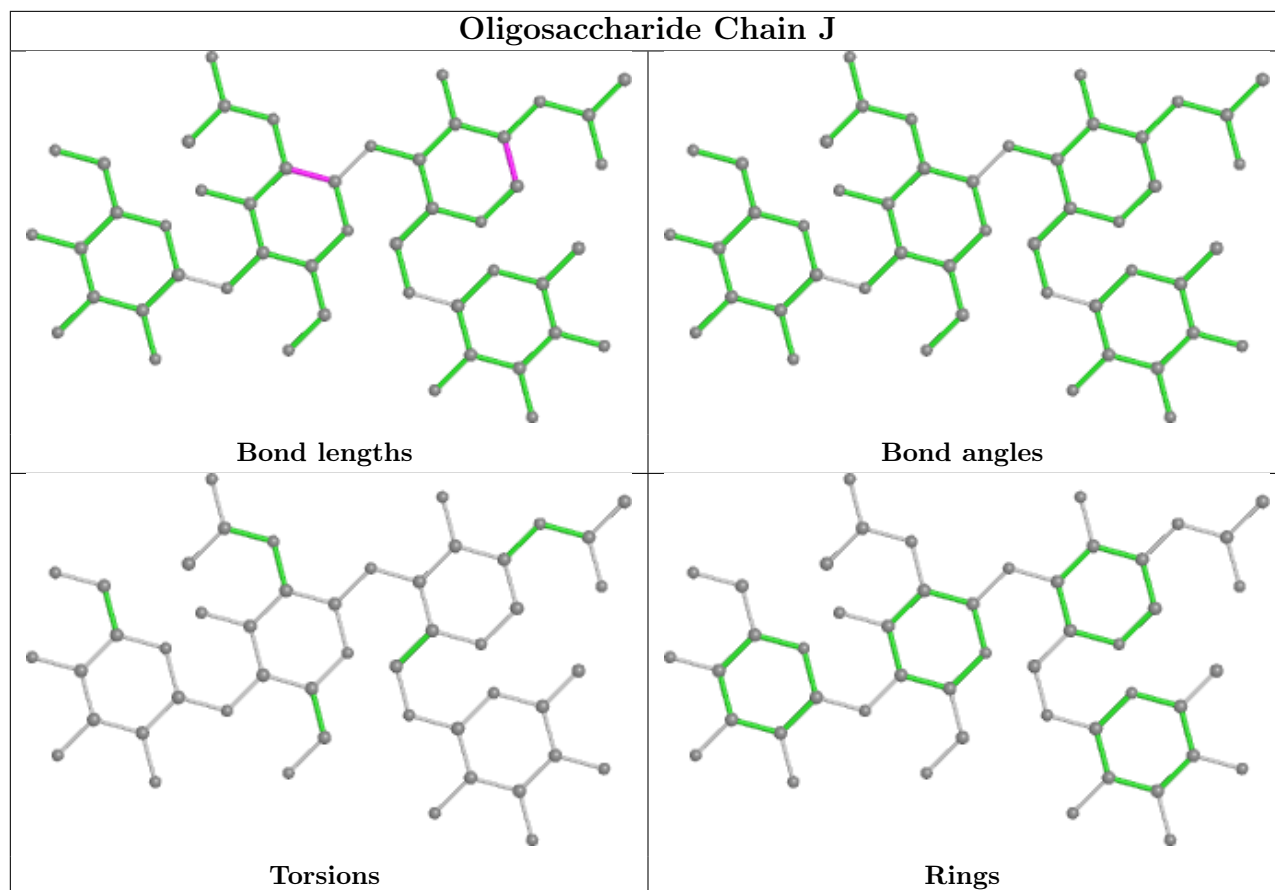 Oligosaccharide Chain J
Bond lengths
Bond angles
Torsions
Rings